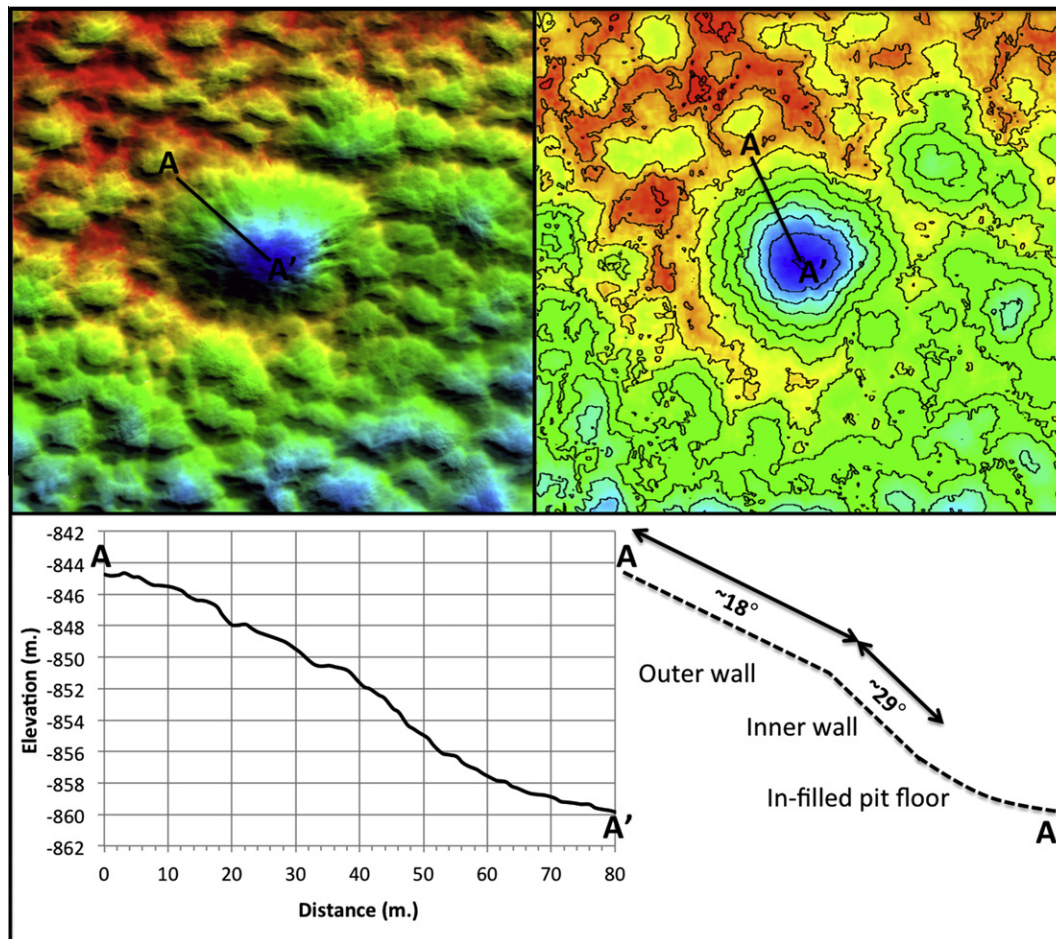 A
A'
A
A'
-842
-844
-846
-848
-850
-852
-854
-856
-858
-860
-862
Elevation (m.)
A
A'
0 10 20 30 40 50 60 70 80
Distance (m.)
A
~18°
~29°
Outer wall
Inner wall
In-filled pit floor
A